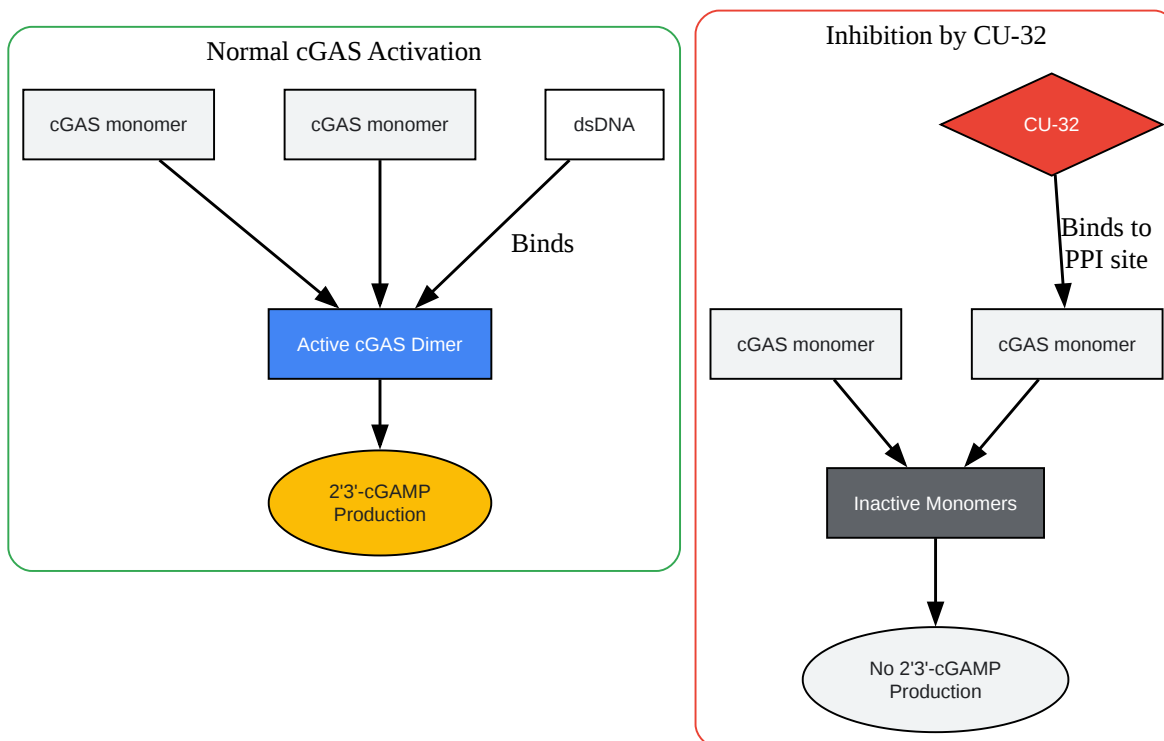 Normal cGAS Activation
cGAS monomer
cGAS monomer
dsDNA
Binds
Active cGAS Dimer
2'3'-cGAMP
Production
Inhibition by CU-32
CU-32
Binds to
PPI site
cGAS monomer
cGAS monomer
Inactive Monomers
No 2'3'-cGAMP
Production